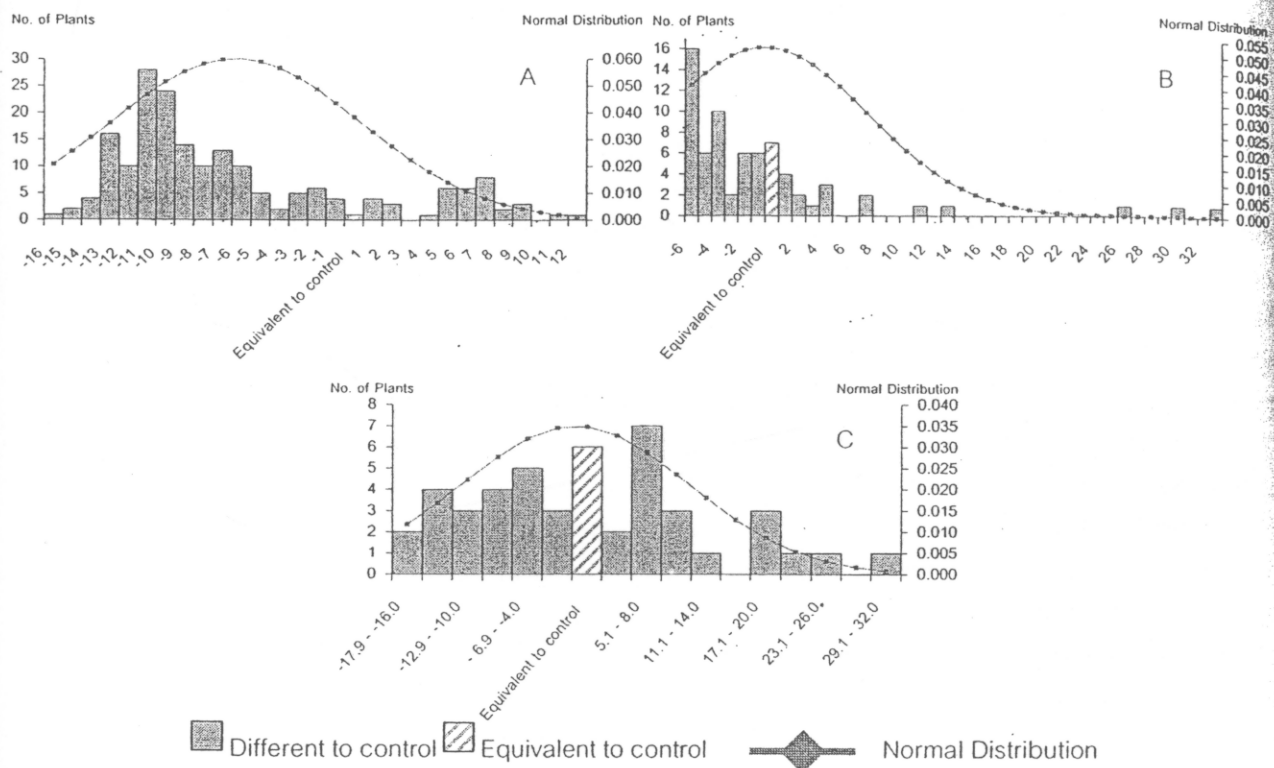 No. of Plants
Normal Distribution
A
30
25
20
15
10
5
0
0.060
0.050
0.040
0.030
0.020
0.010
0.000
-16 -15 -14 -13 -12 -11 -10 -9 -8 -7 -6 -5 -4 -3 -2 -1 Equivalent to control 1 2 3 4 5 6 7 8 9 10 11 12
No. of Plants
Normal Distribution
B
16
14
12
10
8
6
4
2
0
0.055
0.050
0.045
0.040
0.035
0.030
0.025
0.020
0.015
0.010
0.005
0.000
-6 -4 -2 Equivalent to control 2 4 6 8 10 12 14 16 18 20 22 24 26 28 30 32
No. of Plants
Normal Distribution
C
8
7
6
5
4
3
2
1
0
0.040
0.035
0.030
0.025
0.020
0.015
0.010
0.005
0.000
-17.9 - -16.0
-12.9 - -10.0
- 6.9 - -4.0
Equivalent to control
5.1 - 8.0
11.1 - 14.0
17.1 - 20.0
23.1 - 26.0
29.1 - 32.0
Different to control
Equivalent to control
Normal Distribution